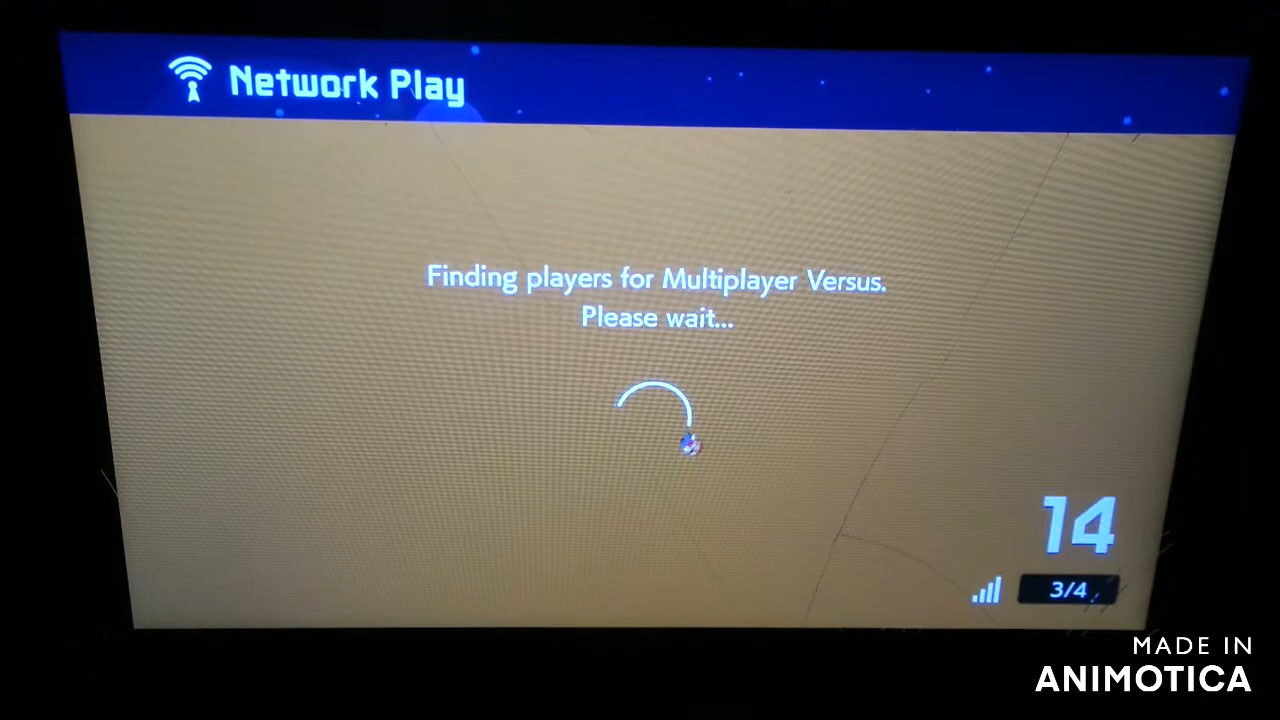 Network Play
Finding players for Multiplayer Versus.
Please wait...
14
3/4
MADE IN
ANIMOTICA